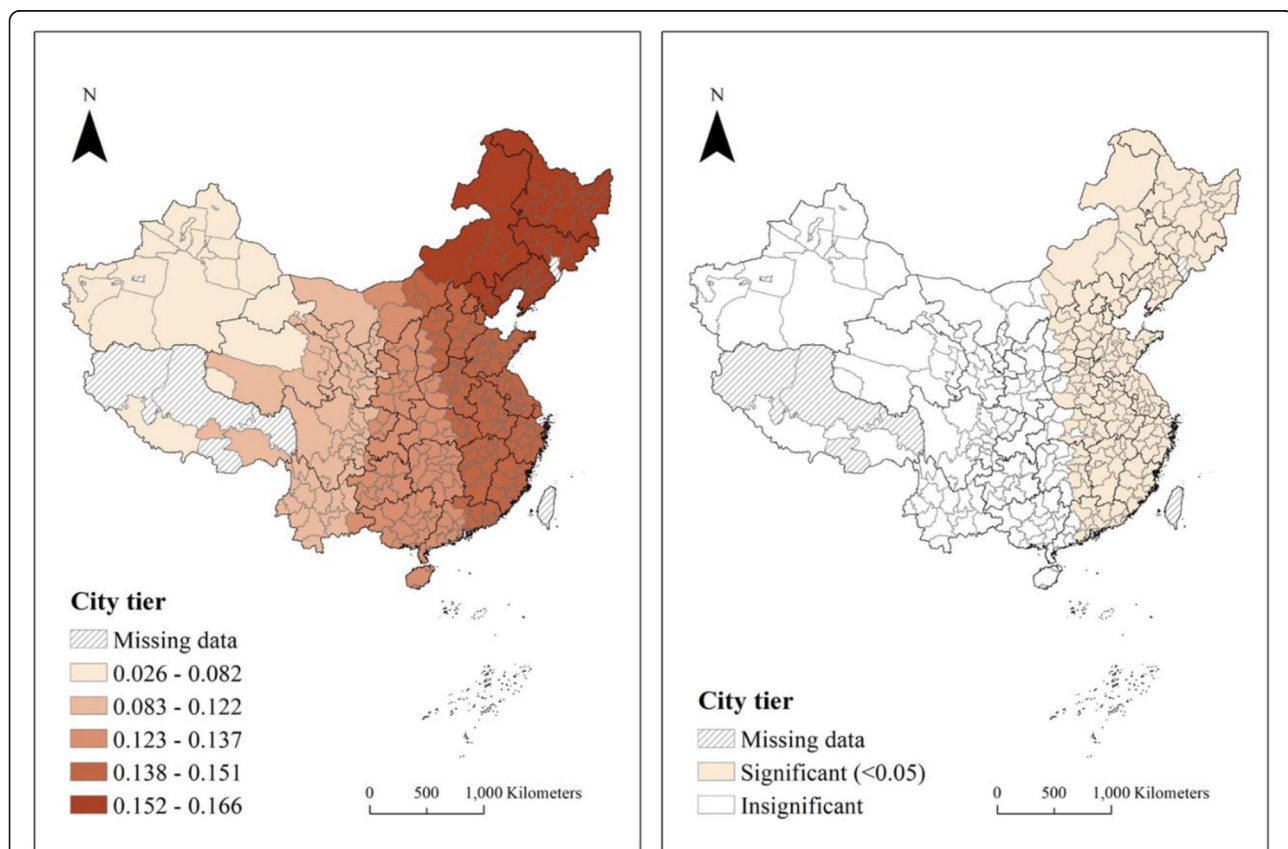 N
City tier
Missing data
0.026 - 0.082
0.083 - 0.122
0.123 - 0.137
0.138 - 0.151
0.152 - 0.166
0 500 1,000 Kilometers
N
City tier
Missing data
Significant (<0.05)
Insignificant
0 500 1,000 Kilometers